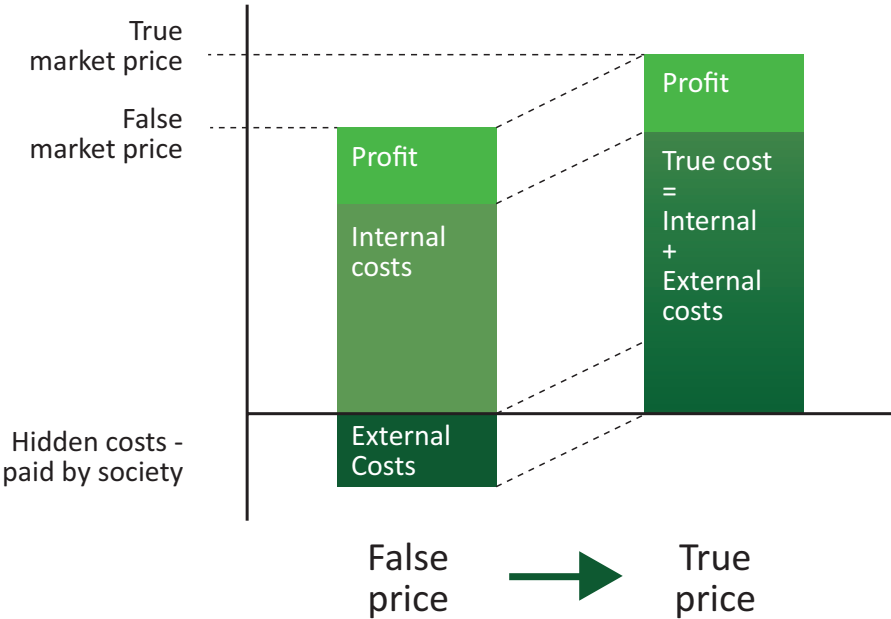 True
market price
False
market price
Profit
Internal
costs
External
Costs
Profit
True cost
=
Internal
+
External
costs
Hidden costs -
paid by society
False
price
True
price